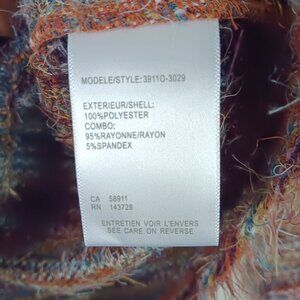 MODELE/STYLE:3911O-3029
EXTERIEUR/SHELL:
100%POLYESTER
COMBO:
95%RAYONNE/RAYON
5%SPANDEX
CA 58911
RN 143728
ENTRETIEN VOIR L'ENVERS
SEE CARE ON REVERSE